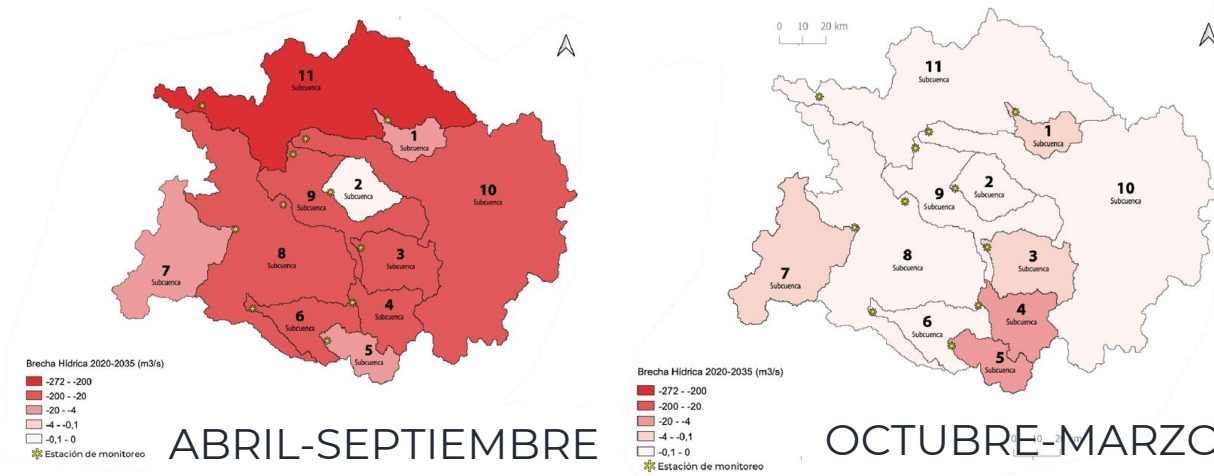 11
Subcuenca
1
Subcuenca
2
Subcuenca
10
Subcuenca
9
Subcuenca
3
Subcuenca
8
Subcuenca
7
Subcuenca
4
Subcuenca
6
Subcuenca
5
Subcuenca
Brecha Hídrica 2020-2035 (m3/s)
-272 - -200
-200 - -20
-20 - -4
-4 - -0,1
-0,1 - 0
Estación de monitoreo
ABRIL-SEPTIEMBRE
0 10 20 km
11
Subcuenca
1
Subcuenca
2
Subcuenca
10
Subcuenca
9
Subcuenca
3
Subcuenca
8
Subcuenca
7
Subcuenca
4
Subcuenca
6
Subcuenca
5
Subcuenca
Brecha Hídrica 2020-2035 (m3/s)
-272 - -200
-200 - -20
-20 - -4
-4 - -0,1
-0,1 - 0
Estación de monitoreo
0 10 20 km
OCTUBRE-MARZO